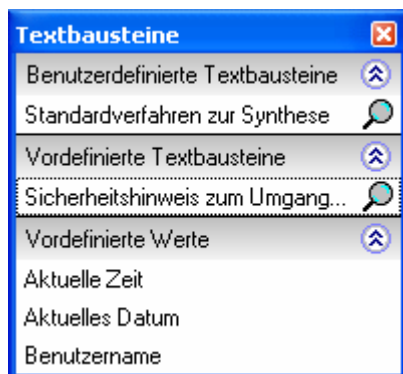 Textbausteine
Benutzerdefinierte Textbausteine
Standardverfahren zur Synthese
Vordefinierte Textbausteine
Sicherheitshinweis zum Umgang...
Vordefinierte Werte
Aktuelle Zeit
Aktuelles Datum
Benutzername